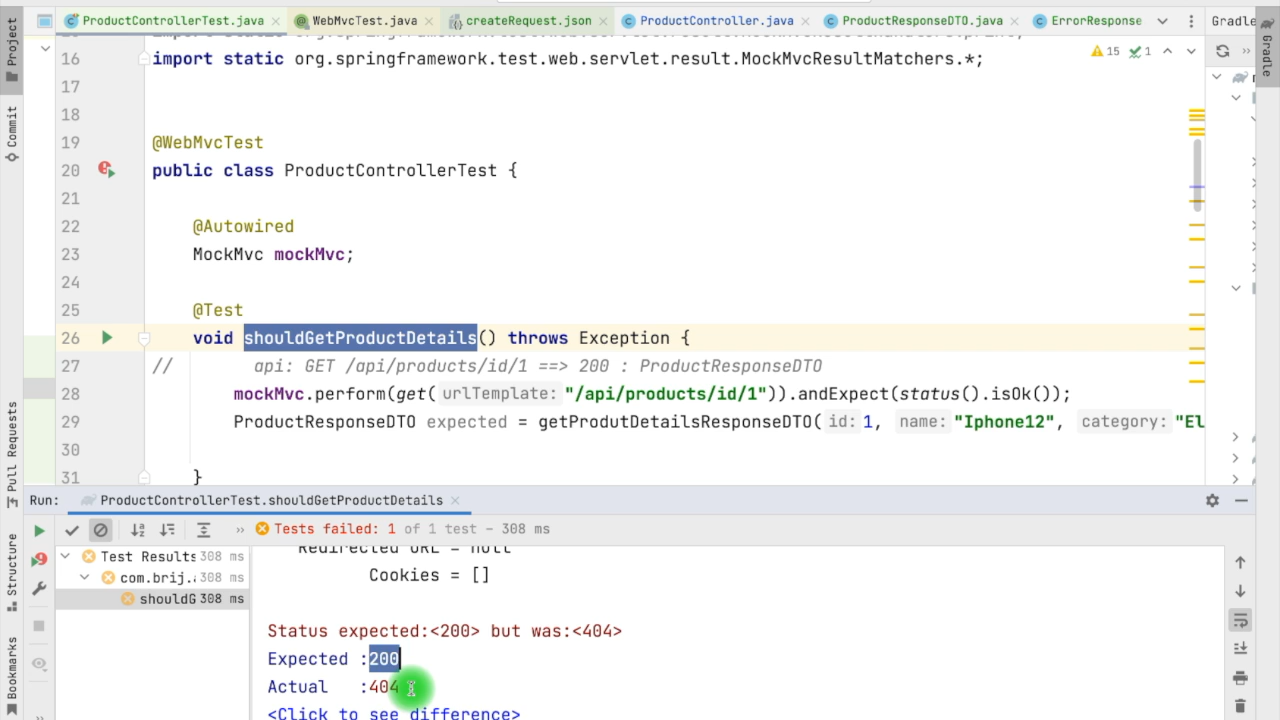 ProductControllerTest.java WebMvcTest.java createRequest.json ProductController.java ProductResponseDTO.java ErrorResponse Gradle
Project
Commit
Pull Requests
Structure
Bookmarks
Gradle
15 1
16 import static org.springframework.test.web.servlet.result.MockMvcResultMatchers.*;
17
18
19 @WebMvcTest
20 public class ProductControllerTest {
21
22 @Autowired
23 MockMvc mockMvc;
24
25 @Test
26 void shouldGetProductDetails() throws Exception {
27 // api: GET /api/products/id/1 ==> 200 : ProductResponseDTO
28 mockMvc.perform(get( urlTemplate: "/api/products/id/1")).andExpect(status().isOk());
29 ProductResponseDTO expected = getProdutDetailsResponseDTO( id: 1, name: "Iphone12", category: "El
30
31 }
Run: ProductControllerTest.shouldGetProductDetails
» Tests failed: 1 of 1 test – 308 ms
Test Results 308 ms
com.brij. 308 ms
shouldG 308 ms
Redirected URL = null
Cookies = []
Status expected:<200> but was:<404>
Expected :200
Actual :404
<Click to see difference>